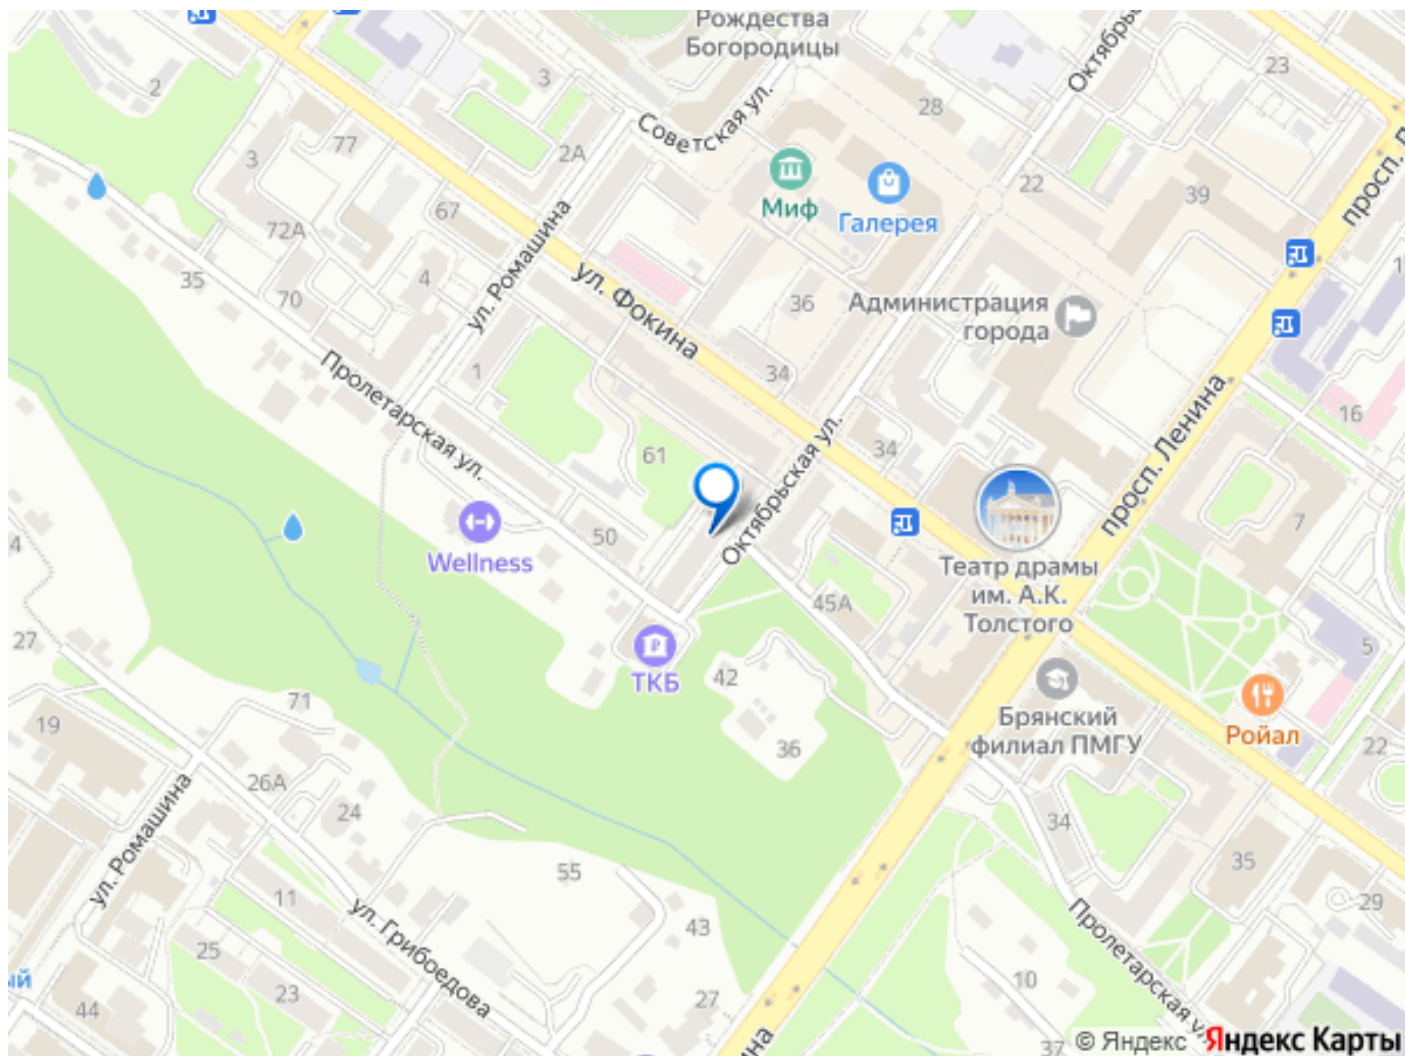 Рождества
Богородицы
Октябрьс
23
2
3
28
Советская ул.
77
3
2А
22
39
просп. Л
Миф
Галерея
67
ул. Ромашина
72А
35
70
4
ул. Фокина
36
Администрация
города
1
34
Пролетарская ул.
просп. Ленина
16
61
34
Октябрьская ул.
50
Wellness
7
Театр драмы
им. А.К.
Толстого
45А
4
27
ТКБ
42
5
71
19
36
Брянский
филиал ПМГУ
Ройал
22
26А
24
ул. Ромашина
34
35
55
11
ул. Грибоедова
43
29
25
Пролетарская ул.
ый
23
27
10
44
ина
37
© Яндекс Яндекс Карты